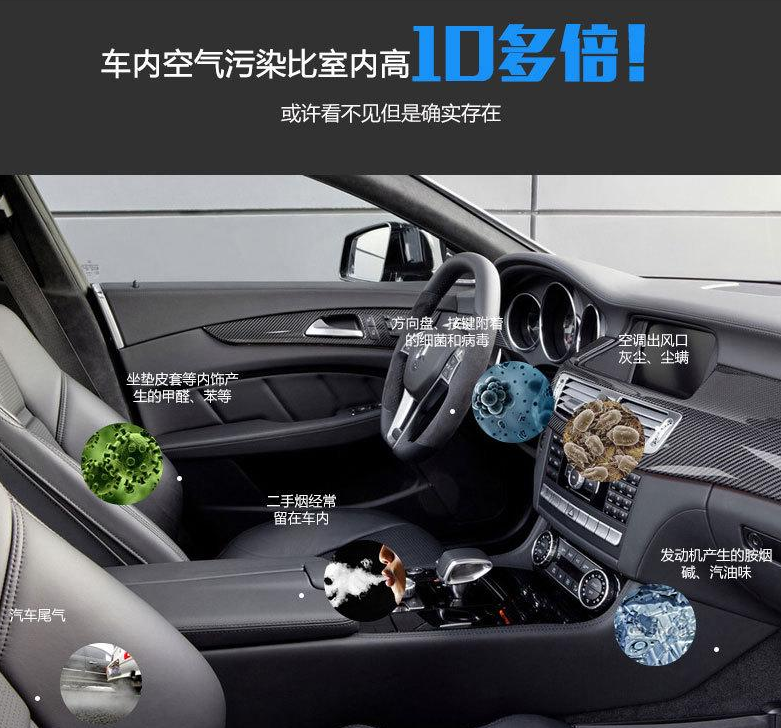 车内空气污染比室内高10多倍！
或许看不见但是确实存在
方向盘、按键附着
的细菌和病毒
空调出风口
灰尘、尘螨
坐垫皮套等内饰产
生的甲醛、苯等
二手烟经常
留在车内
发动机产生的胺烟
碱、汽油味
汽车尾气